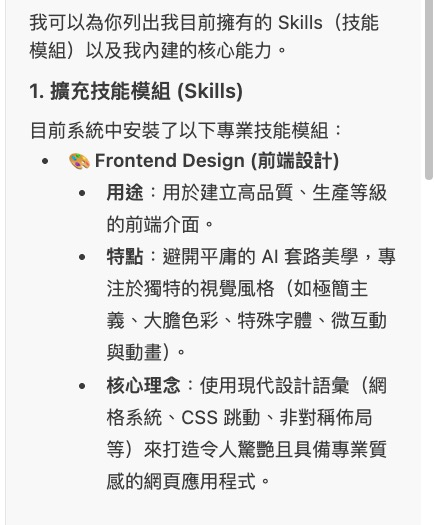 我可以為你列出我目前擁有的 Skills（技能
模組）以及我內建的核心能力。
1. 擴充技能模組 (Skills)
目前系統中安裝了以下專業技能模組：
• 🎨 Frontend Design (前端設計)
• 用途：用於建立高品質、生產等級
的前端介面。
• 特點：避開平庸的 AI 套路美學，專
注於獨特的視覺風格（如極簡主
義、大膽色彩、特殊字體、微互動
與動畫）。
• 核心理念：使用現代設計語彙（網
格系統、CSS 跳動、非對稱佈局
等）來打造令人驚艷且具備專業質
感的網頁應用程式。